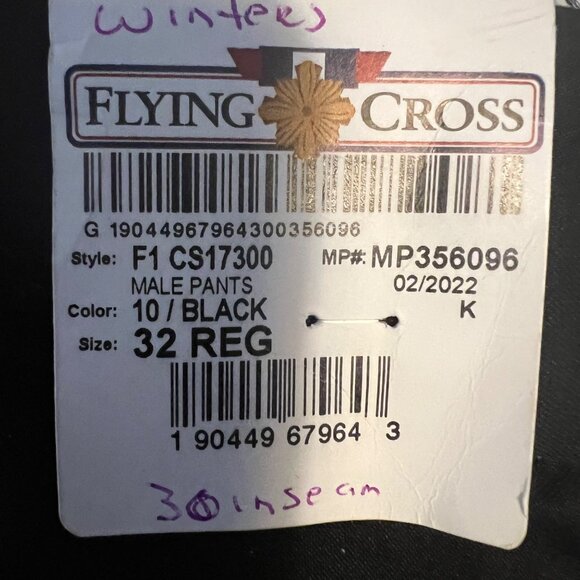 Winters
FLYING CROSS
G 19044967964300356096
Style: F1 CS17300 MP#: MP356096
MALE PANTS 02/2022
Color: 10 / BLACK K
Size: 32 REG
1 90449 67964 3
30 inseam